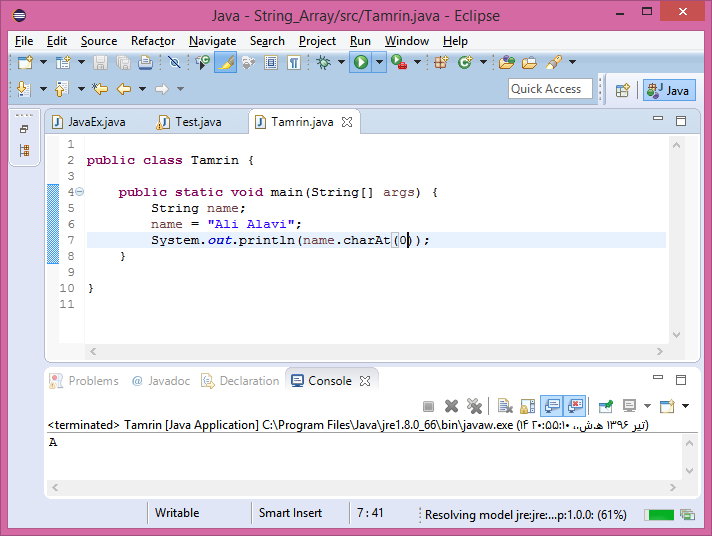 Java - String_Array/src/Tamrin.java - Eclipse
File Edit Source Refactor Navigate Search Project Run Window Help
Quick Access
Java
JavaEx.java Test.java Tamrin.java
1
2 public class Tamrin {
3
4 public static void main(String[] args) {
5 String name;
6 name = "Ali Alavi";
7 System.out.println(name.charAt(0));
8 }
9
10 }
11
Problems @ Javadoc Declaration Console
<terminated> Tamrin [Java Application] C:\Program Files\Java\jre1.8.0_66\bin\javaw.exe (۱۴ تیر ۱۳۹۶ ه‍.ش.،‏ ۲۰:۵۵:۱۰)
A
Writable Smart Insert 7 : 41 Resolving model jre:jre:...p:1.0.0: (61%)